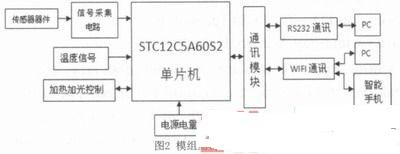 传感器器件
信号采集
电路
温度信号
加热加光控制
STC12C5A60S2
单片机
电源电量
通讯模块
RS232 通讯
WIFI 通讯
PC
PC
智能
手机
图2 模组